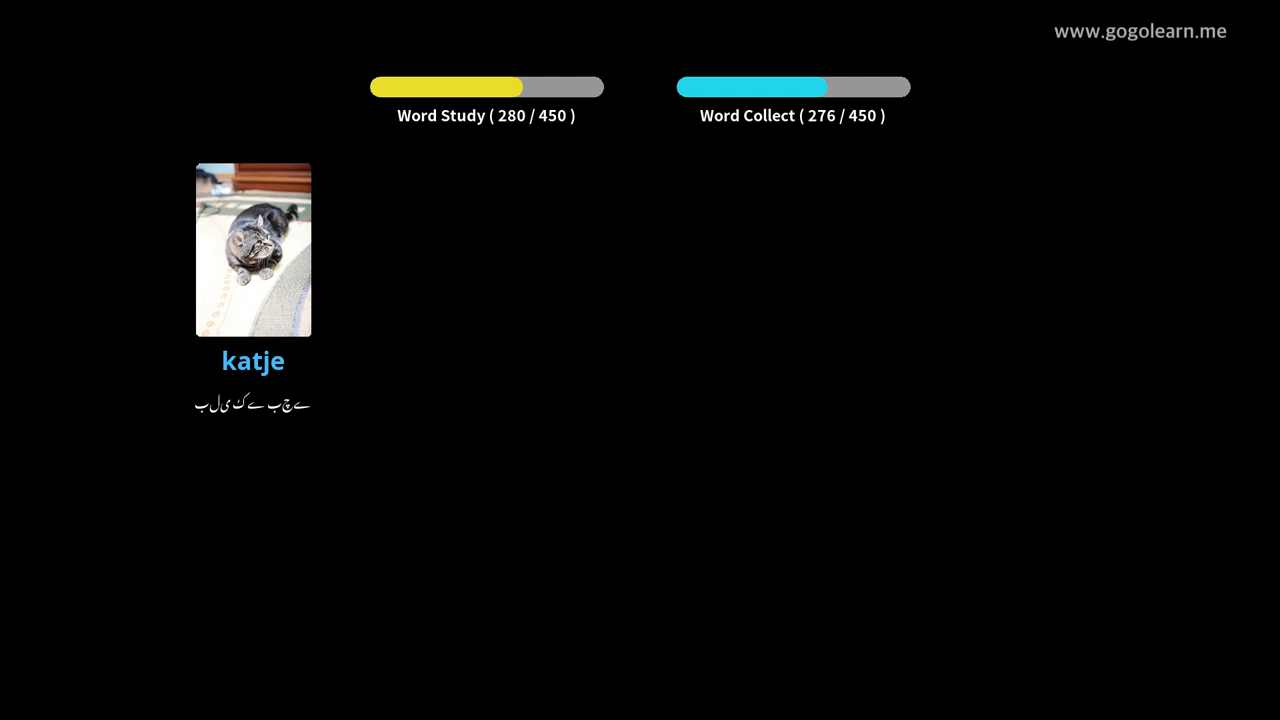 www.gogolearn.me
Word Study ( 280 / 450 )
Word Collect ( 276 / 450 )
katje
بلی کے بچے